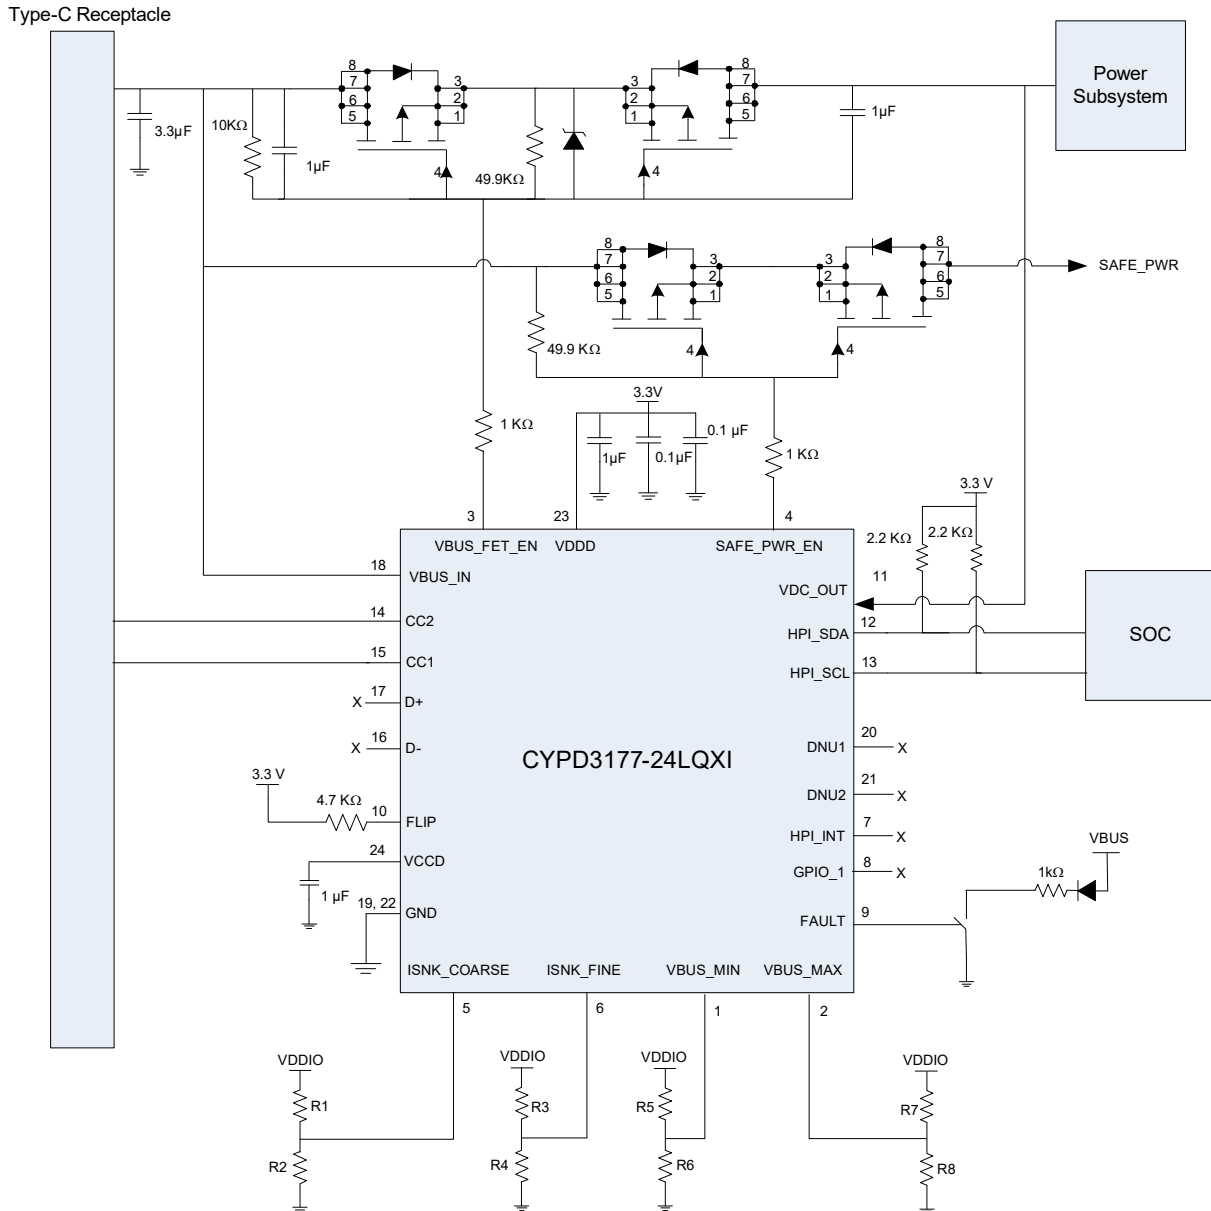 Type-C Receptacle
Power
Subsystem
8
7
6
5
3
2
1
3
2
1
8
7
6
5
3.3µF
10KΩ
1µF
4
49.9KΩ
4
1µF
8
7
6
5
3
2
1
3
2
1
8
7
6
5
SAFE_PWR
49.9 KΩ
4
4
3.3V
1 KΩ
1µF
0.1µF
0.1 µF
1 KΩ
3.3 V
2.2 KΩ
2.2 KΩ
3
23
4
VBUS_FET_EN
VDDD
SAFE_PWR_EN
18
VBUS_IN
11
VDC_OUT
14
CC2
12
HPI_SDA
SOC
15
CC1
13
HPI_SCL
X
17
D+
X
16
D-
20
DNU1
X
CYPD3177-24LQXI
21
DNU2
X
3.3 V
4.7 KΩ
10
FLIP
7
HPI_INT
X
24
VCCD
8
GPIO_1
X
VBUS
1kΩ
1 µF
19, 22
GND
9
FAULT
ISNK_COARSE
ISNK_FINE
VBUS_MIN
VBUS_MAX
5
6
1
2
VDDIO
VDDIO
VDDIO
VDDIO
R1
R3
R5
R7
R2
R4
R6
R8